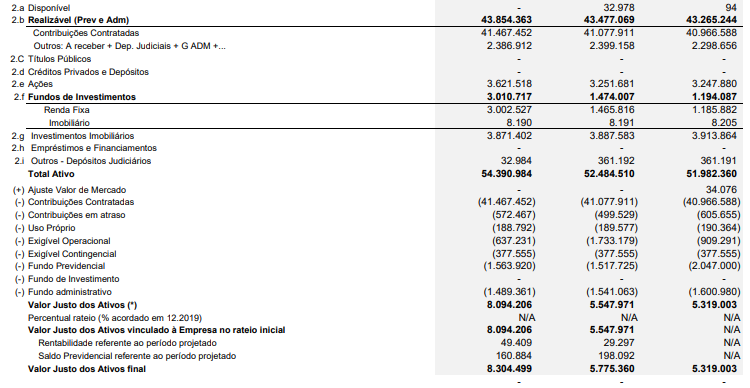 2.a Disponível - 32.978 94
2.b Realizável (Prev e Adm) 43.854.363 43.477.069 43.265.244
Contribuições Contratadas 41.467.452 41.077.911 40.966.588
Outros: A receber + Dep. Judiciais + G ADM +... 2.386.912 2.399.158 2.298.656
2.C Títulos Públicos - - -
2.d Créditos Privados e Depósitos - - -
2.e Ações 3.621.518 3.251.681 3.247.880
2.f Fundos de Investimentos 3.010.717 1.474.007 1.194.087
Renda Fixa 3.002.527 1.465.816 1.185.882
Imobiliário 8.190 8.191 8.205
2.g Investimentos Imobiliários 3.871.402 3.887.583 3.913.864
2.h Empréstimos e Financiamentos - - -
2.i Outros - Depósitos Judiciários 32.984 361.192 361.191
Total Ativo 54.390.984 52.484.510 51.982.360
(+) Ajuste Valor de Mercado - - 34.076
(-) Contribuições Contratadas (41.467.452) (41.077.911) (40.966.588)
(-) Contribuições em atraso (572.467) (499.529) (605.655)
(-) Uso Próprio (188.792) (189.577) (190.364)
(-) Exigível Operacional (637.231) (1.733.179) (909.291)
(-) Exigível Contingencial (377.555) (377.555) (377.555)
(-) Fundo Previdencial (1.563.920) (1.517.725) (2.047.000)
(-) Fundo de Investimento - - -
(-) Fundo administrativo (1.489.361) (1.541.063) (1.600.980)
Valor Justo dos Ativos (*) 8.094.206 5.547.971 5.319.003
Percentual rateio (% acordado em 12.2019) N/A N/A N/A
Valor Justo dos Ativos vinculado à Empresa no rateio inicial 8.094.206 5.547.971 N/A
Rentabilidade referente ao período projetado 49.409 29.297 N/A
Saldo Previdencial referente ao período projetado 160.884 198.092 N/A
Valor Justo dos Ativos final 8.304.499 5.775.360 5.319.003
- - -